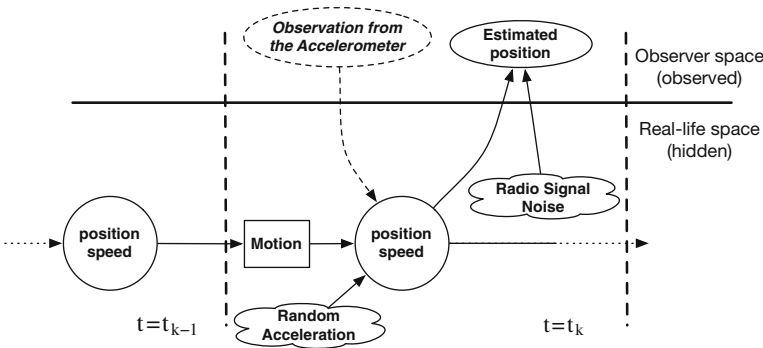 Observation from
the Accelerometer
Estimated
position
Observer space
(observed)
Real-life space
(hidden)
Radio Signal
Noise
position
speed
Motion
position
speed
Random
Acceleration
t=tk−1
t=tk